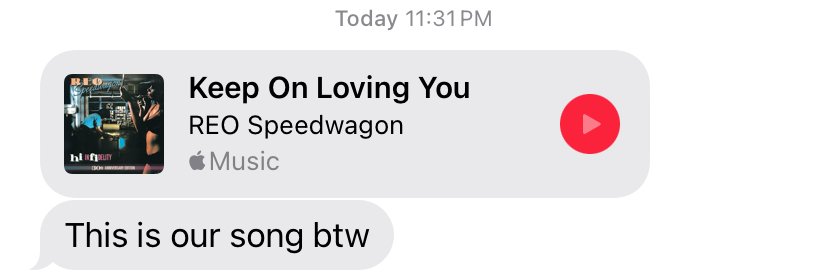 Today 11:31 PM
Keep On Loving You
REO Speedwagon
Music
REO
Speedwagon
hi INFIDELITY
This is our song btw